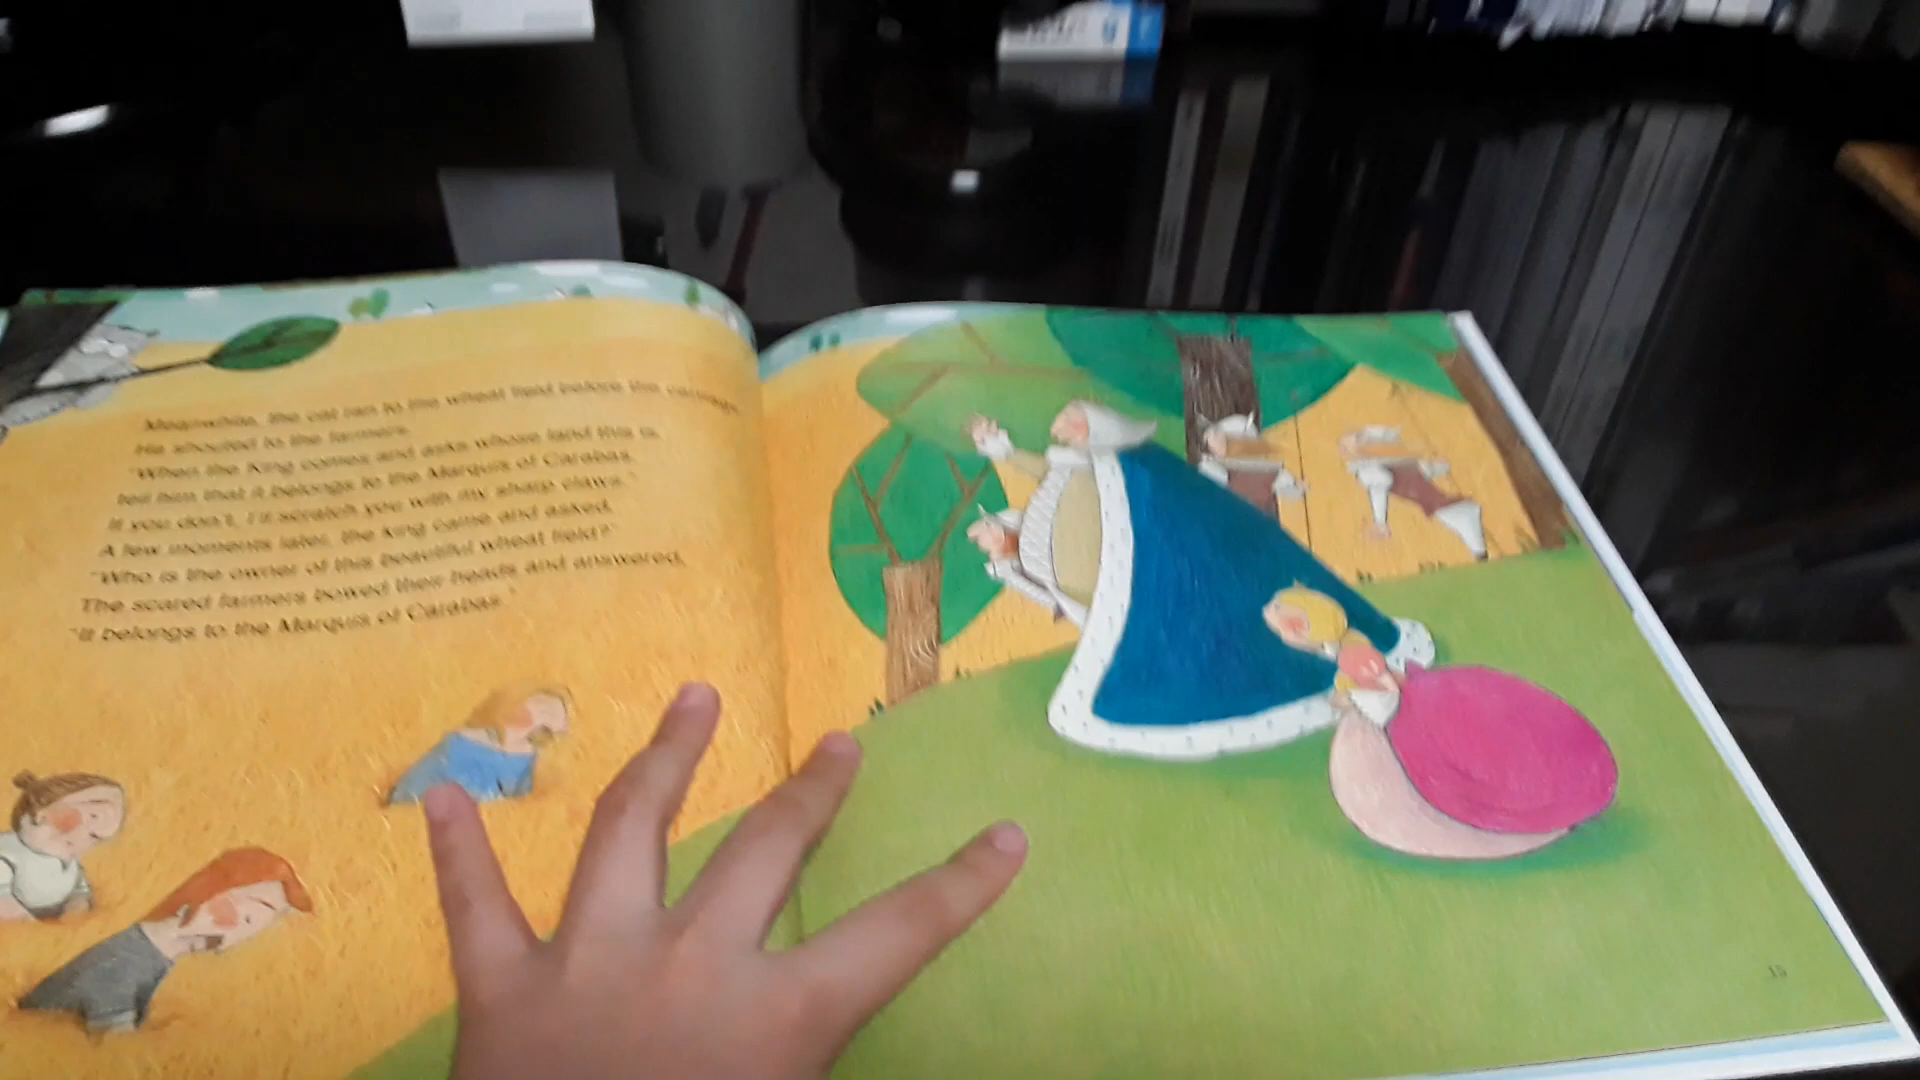 Meanwhile, the cat ran to the wheat field before the carriage.
He shouted to the farmers.
"When the King comes and asks whose land this is,
tell him that it belongs to the Marquis of Carabas.
If you don't, I'll scratch you with my sharp claws."
A few moments later, the king came and asked,
"Who is the owner of this beautiful wheat field?"
The scared farmers bowed their heads and answered,
"It belongs to the Marquis of Carabas."
15